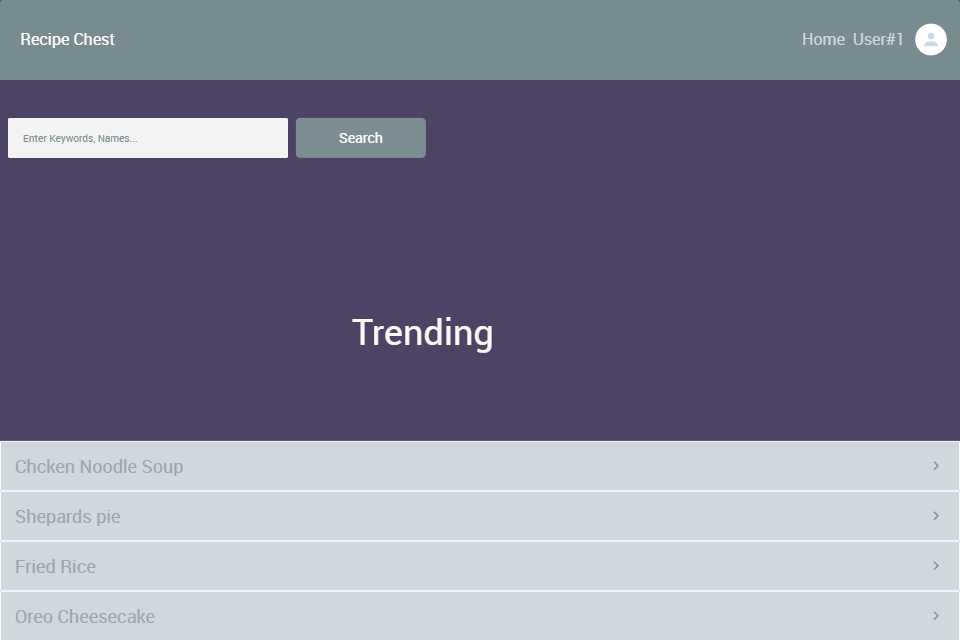 Recipe Chest
Home User#1
Enter Keywords, Names...
Search
Trending
Chcken Noodle Soup
Shepards pie
Fried Rice
Oreo Cheesecake